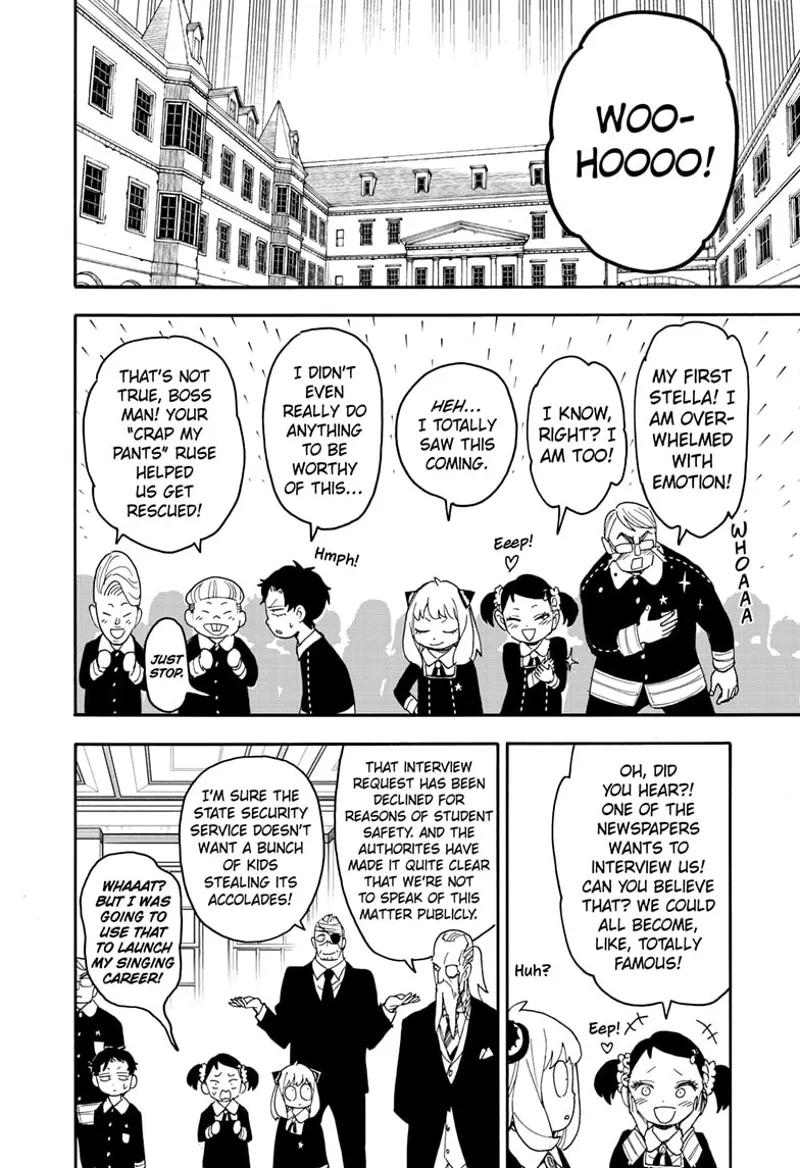 WOO-
HOOOO!
MY FIRST
STELLA! I
AM OVER-
WHELMED
WITH
EMOTION!
WHOAAA
I KNOW,
RIGHT? I
AM TOO!
Eeep!
HEH...
I TOTALLY
SAW THIS
COMING.
I DIDN'T
EVEN
REALLY DO
ANYTHING
TO BE
WORTHY
OF THIS...
Hmph!
THAT'S NOT
TRUE, BOSS
MAN! YOUR
"CRAP MY
PANTS" RUSE
HELPED
US GET
RESCUED!
JUST
STOP.
OH, DID
YOU HEAR?!
ONE OF THE
NEWSPAPERS
WANTS TO
INTERVIEW US!
CAN YOU BELIEVE
THAT? WE COULD
ALL BECOME,
LIKE, TOTALLY
FAMOUS!
Huh?
Eep!
THAT INTERVIEW
REQUEST HAS BEEN
DECLINED FOR
REASONS OF STUDENT
SAFETY. AND THE
AUTHORITES HAVE
MADE IT QUITE CLEAR
THAT WE'RE NOT
TO SPEAK OF THIS
MATTER PUBLICLY.
I'M SURE THE
STATE SECURITY
SERVICE DOESN'T
WANT A BUNCH
OF KIDS
STEALING ITS
ACCOLADES!
WHAAAT?
BUT I WAS
GOING TO
USE THAT
TO LAUNCH
MY SINGING
CAREER!